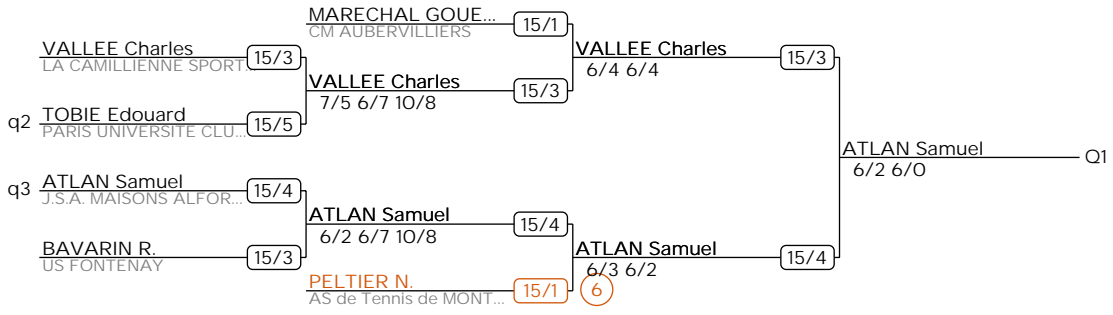 MARECHAL GOUE...
15/1
CM AUBERVILLIERS
VALLEE Charles
15/3
LA CAMILLIENNE SPORT...
VALLEE Charles
6/4 6/4
15/3
VALLEE Charles
7/5 6/7 10/8
15/3
q2 TOBIE Edouard
15/5
PARIS UNIVERSITE CLU...
ATLAN Samuel
6/2 6/0
Q1
q3 ATLAN Samuel
15/4
J.S.A. MAISONS ALFOR...
ATLAN Samuel
6/2 6/7 10/8
15/4
BAVARIN R.
15/3
US FONTENAY
ATLAN Samuel
6/3 6/2
15/4
PELTIER N.
15/1
6
AS de Tennis de MONT...